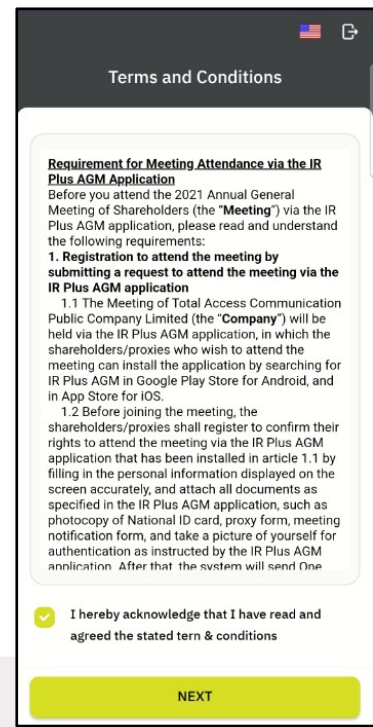 Terms and Conditions
Requirement for Meeting Attendance via the IR
Plus AGM Application
Before you attend the 2021 Annual General
Meeting of Shareholders (the "Meeting") via the IR
Plus AGM application, please read and understand
the following requirements:
1. Registration to attend the meeting by
submitting a request to attend the meeting via the
IR Plus AGM application
1.1 The Meeting of Total Access Communication
Public Company Limited (the "Company") will be
held via the IR Plus AGM application, in which the
shareholders/proxies who wish to attend the
meeting can install the application by searching for
IR Plus AGM in Google Play Store for Android, and
in App Store for iOS.
1.2 Before joining the meeting, the
shareholders/proxies shall register to confirm their
rights to attend the meeting via the IR Plus AGM
application that has been installed in article 1.1 by
filling in the personal information displayed on the
screen accurately, and attach all documents as
specified in the IR Plus AGM application, such as
photocopy of National ID card, proxy form, meeting
notification form, and take a picture of yourself for
authentication as instructed by the IR Plus AGM
application. After that, the system will send One
I hereby acknowledge that I have read and
agreed the stated tern & conditions
NEXT